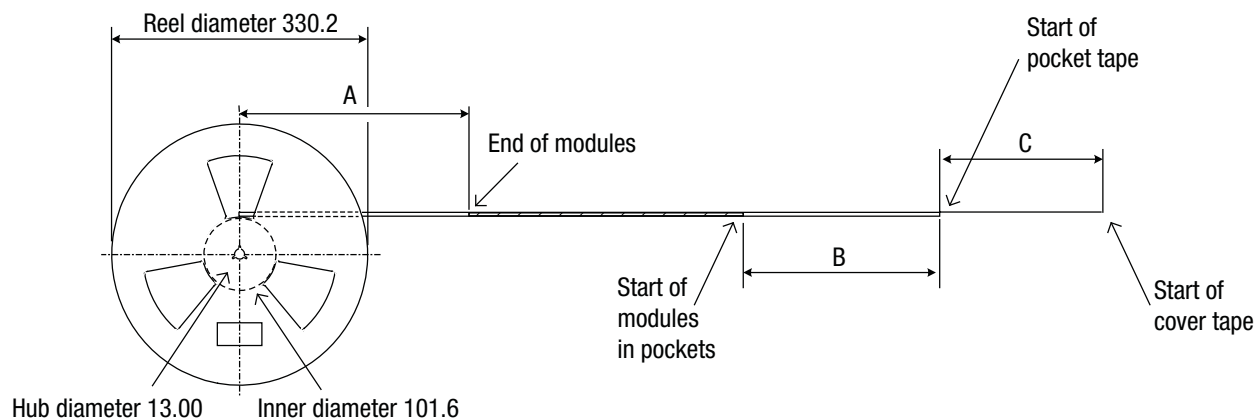 Reel diameter 330.2
Start of
pocket tape
A
End of modules
C
B
Start of
modules
in pockets
Start of
cover tape
Hub diameter 13.00
Inner diameter 101.6